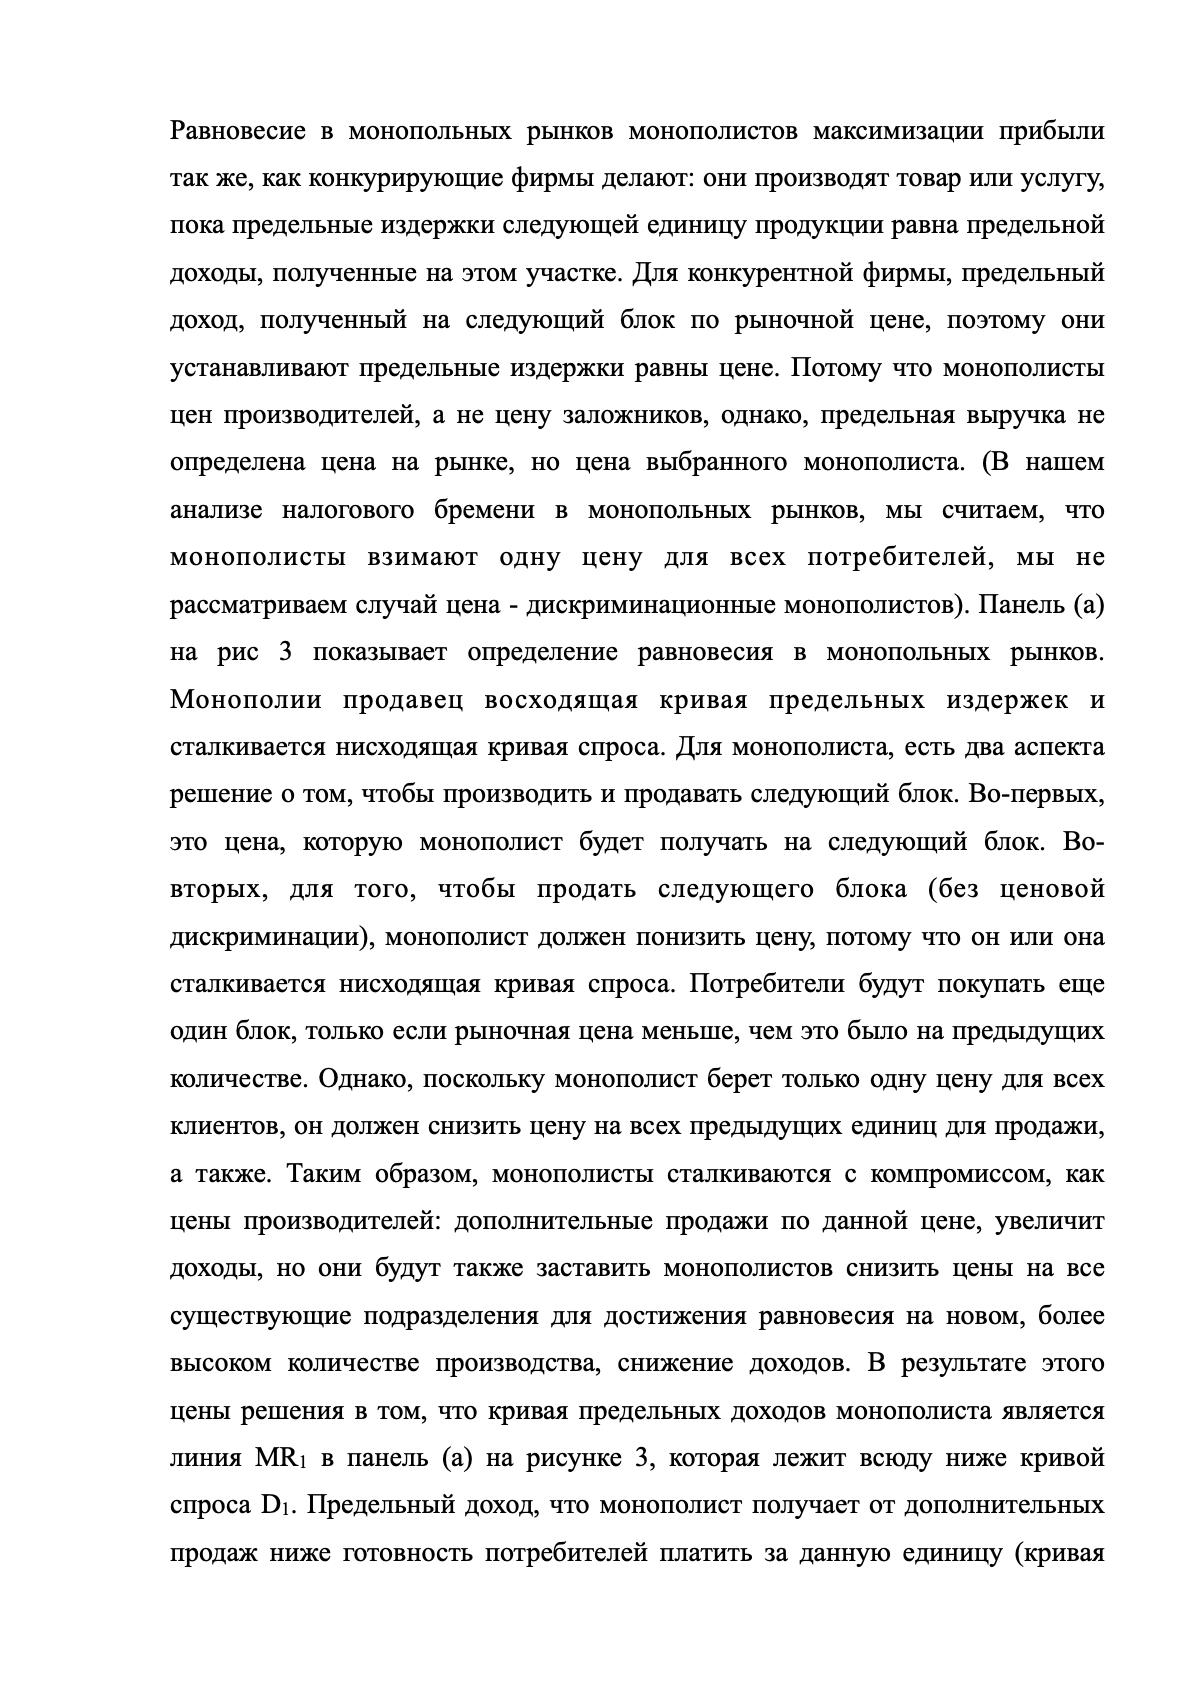 Равновесие в монопольных рынков монополистов максимизации прибыли
так же, как конкурирующие фирмы делают: они производят товар или услугу,
пока предельные издержки следующей единицу продукции равна предельной
доходы, полученные на этом участке. Для конкурентной фирмы, предельный
доход, полученный на следующий блок по рыночной цене, поэтому они
устанавливают предельные издержки равны цене. Потому что монополисты
цен производителей, а не цену заложников, однако, предельная выручка не
определена цена на рынке, но цена выбранного монополиста. (В нашем
анализе налогового бремени в монопольных рынков, мы считаем, что
монополисты взимают одну цену для всех потребителей, мы не
рассматриваем случай цена - дискриминационные монополистов). Панель (а)
на рис 3 показывает определение равновесия в монопольных рынков.
Монополии продавец восходящая кривая предельных издержек и
сталкивается нисходящая кривая спроса. Для монополиста, есть два аспекта
решение о том, чтобы производить и продавать следующий блок. Во-первых,
это цена, которую монополист будет получать на следующий блок. Во-
вторых, для того, чтобы продать следующего блока (без ценовой
дискриминации), монополист должен понизить цену, потому что он или она
сталкивается нисходящая кривая спроса. Потребители будут покупать еще
один блок, только если рыночная цена меньше, чем это было на предыдущих
количестве. Однако, поскольку монополист берет только одну цену для всех
клиентов, он должен снизить цену на всех предыдущих единиц для продажи,
а также. Таким образом, монополисты сталкиваются с компромиссом, как
цены производителей: дополнительные продажи по данной цене, увеличит
доходы, но они будут также заставить монополистов снизить цены на все
существующие подразделения для достижения равновесия на новом, более
высоком количестве производства, снижение доходов. В результате этого
цены решения в том, что кривая предельных доходов монополиста является
линия MR₁ в панель (а) на рисунке 3, которая лежит всюду ниже кривой
спроса D₁. Предельный доход, что монополист получает от дополнительных
продаж ниже готовность потребителей платить за данную единицу (кривая